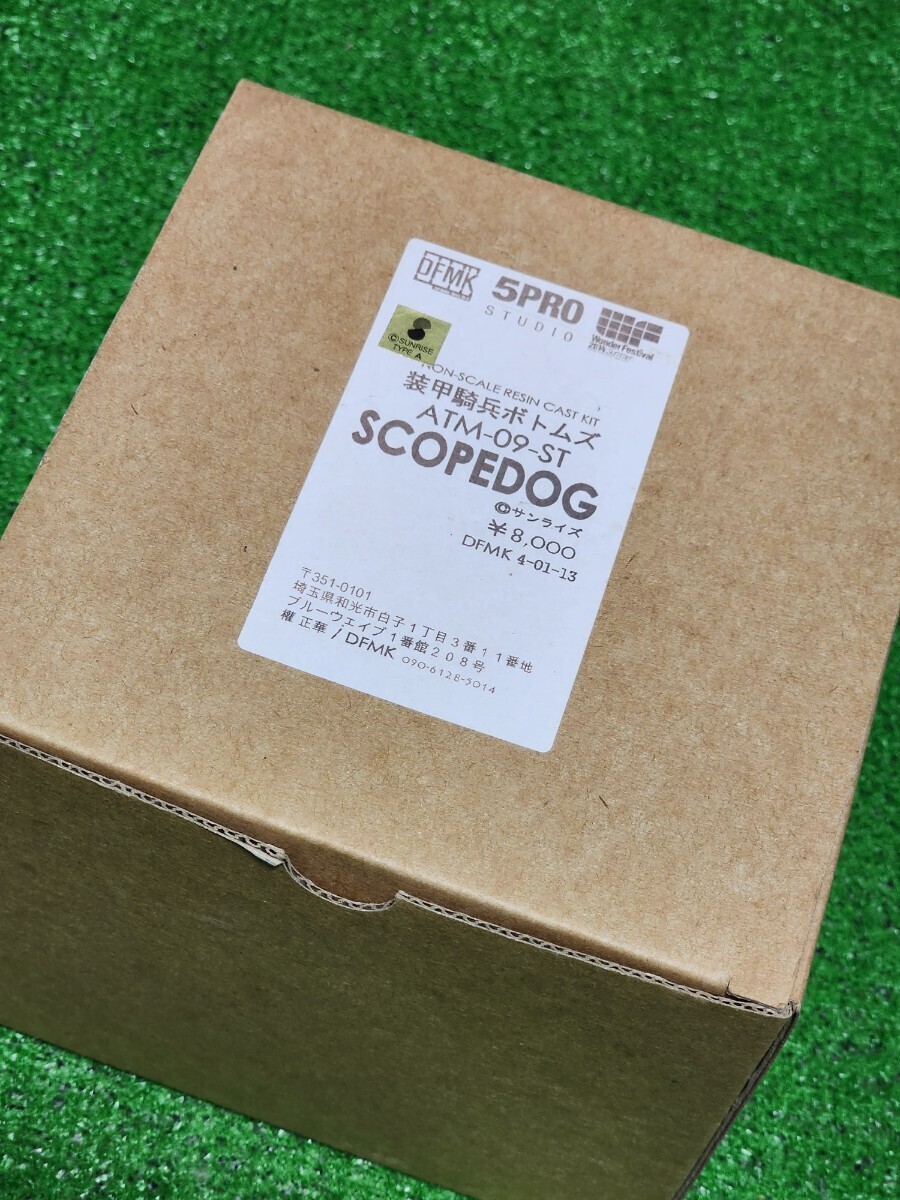 DFMK
5PRO
STUDIO
WF
Wonder Festival
©SUNRISE
TYPE A
NON-SCALE RESIN CAST KIT
装甲騎兵ボトムズ
ATM-09-ST
SCOPEDOG
©サンライズ
¥8,000
DFMK 4-01-13
〒351-0101
埼玉県和光市白子1丁目3番11番地
ブルーウェイブ1番館208号
權 正華 / DFMK 090-6128-5014